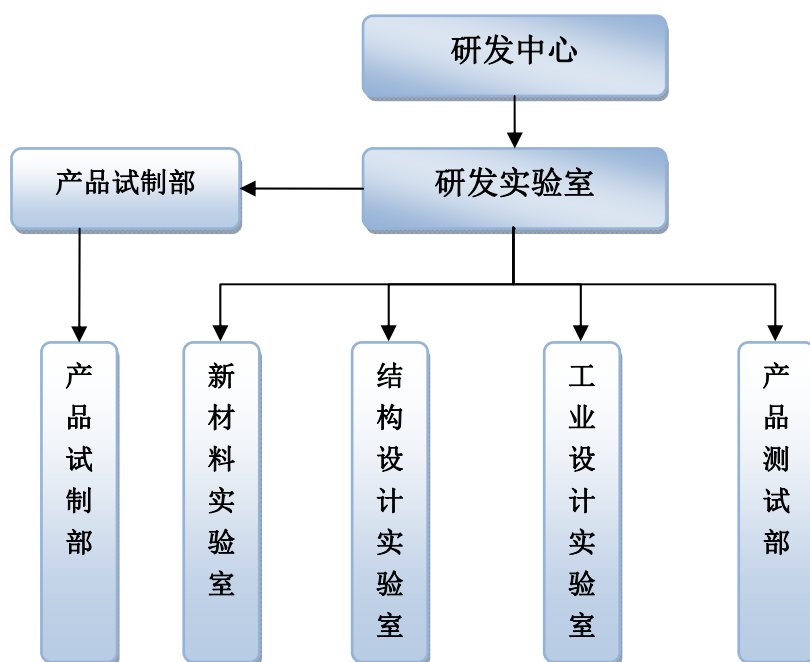 研发中心
产品试制部
研发实验室
产品试制部
新材料实验室
结构设计实验室
工业设计实验室
产品测试部